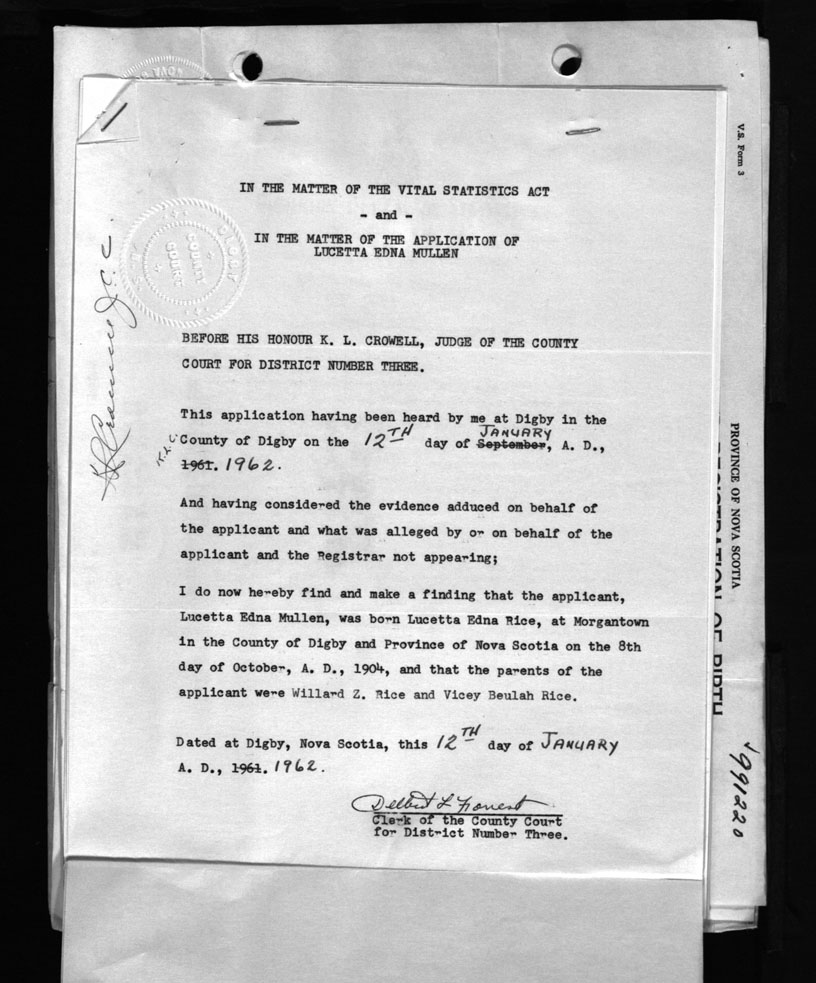 IN THE MATTER OF THE VITAL STATISTICS ACT
- and -
IN THE MATTER OF THE APPLICATION OF
LUCETTA EDNA MULLEN
COUNTY
COURT
BEFORE HIS HONOUR K. L. CROWELL, JUDGE OF THE COUNTY
COURT FOR DISTRICT NUMBER THREE.
This application having been heard by me at Digby in the
County of Digby on the 12TH day of September JANUARY, A. D.,
1961. 1962.
And having considered the evidence adduced on behalf of
the applicant and what was alleged by or on behalf of the
applicant and the Registrar not appearing;
I do now hereby find and make a finding that the applicant,
Lucetta Edna Mullen, was born Lucetta Edna Rice, at Morgantown
in the County of Digby and Province of Nova Scotia on the 8th
day of October, A. D., 1904, and that the parents of the
applicant were Willard Z. Rice and Vicey Beulah Rice.
Dated at Digby, Nova Scotia, this 12TH day of JANUARY
A. D., 1961. 1962.
Delbert L Forrest
Clerk of the County Court
for District Number Three.
V.S. Form 3
PROVINCE OF NOVA SCOTIA
REGISTRATION OF BIRTH
991220